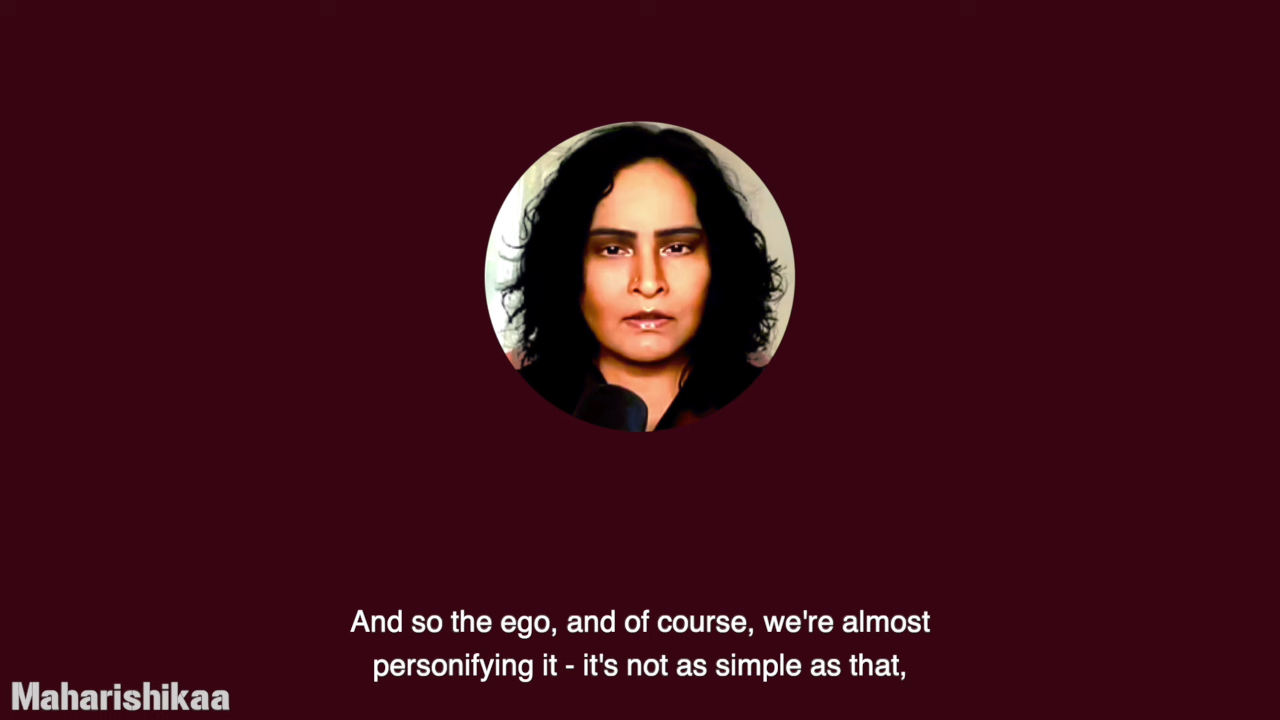 And so the ego, and of course, we're almost
personifying it - it's not as simple as that,
Maharishikaa